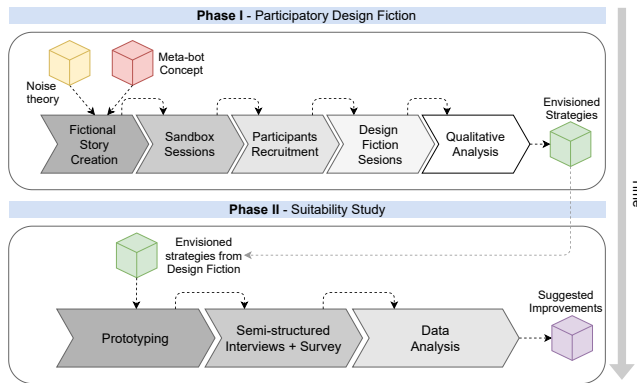 Phase I - Participatory Design Fiction
Noise
theory
Meta-bot
Concept
Fictional
Story
Creation
Sandbox
Sessions
Participants
Recruitment
Design
Fiction
Sesions
Qualitative
Analysis
Envisioned
Strategies
Time
Phase II - Suitability Study
Envisioned
strategies from
Design Fiction
Prototyping
Semi-structured
Interviews + Survey
Data
Analysis
Suggested
Improvements